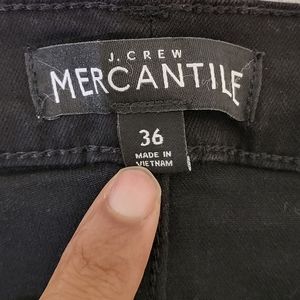 J. CREW
MERCANTILE
36
MADE IN
VIETNAM